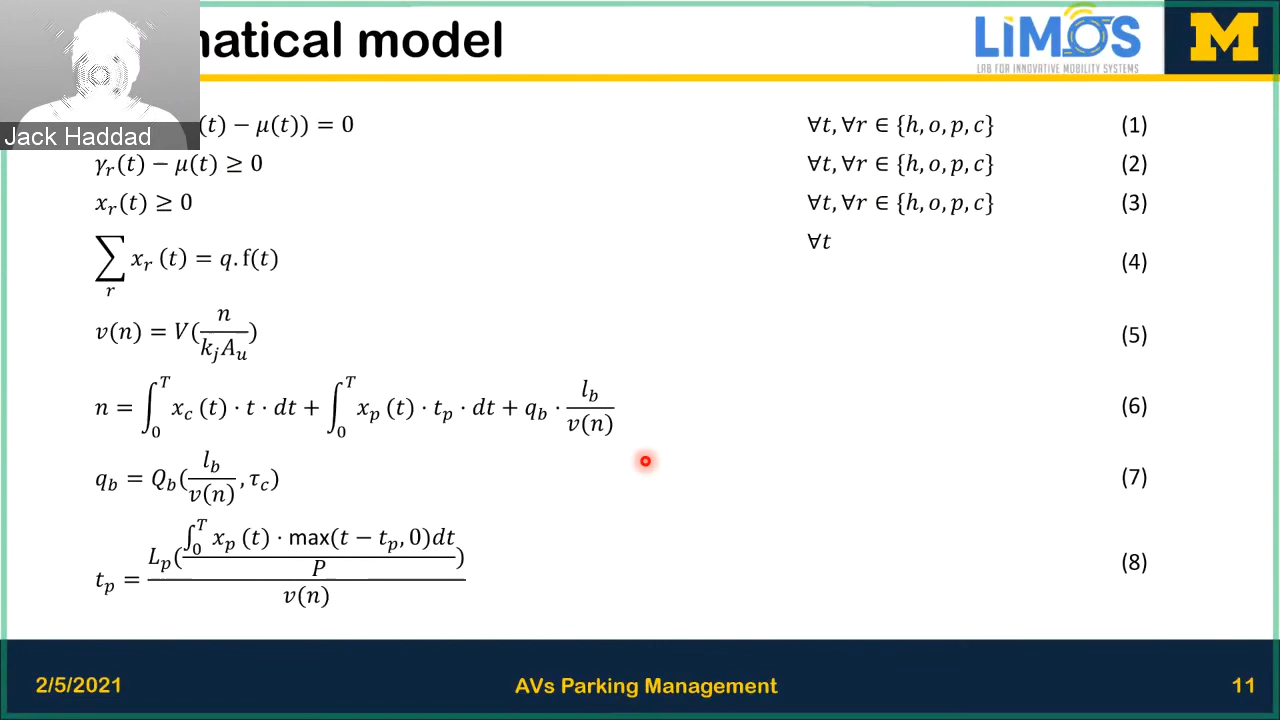 matical model
LiMOS
LAB FOR INNOVATIVE MOBILITY SYSTEMS
M
Jack Haddad
(t) − μ(t)) = 0 ∀t, ∀r ∈ {h, o, p, c} (1)
γ_r(t) − μ(t) ≥ 0 ∀t, ∀r ∈ {h, o, p, c} (2)
x_r(t) ≥ 0 ∀t, ∀r ∈ {h, o, p, c} (3)
∑_r x_r (t) = q. f(t) ∀t (4)
v(n) = V(n / k_j A_u) (5)
n = ∫_0^T x_c (t) · t · dt + ∫_0^T x_p (t) · t_p · dt + q_b · l_b / v(n) (6)
q_b = Q_b(l_b / v(n), τ_c) (7)
t_p = L_p(∫_0^T x_p (t) · max(t − t_p, 0)dt / P) / v(n) (8)
2/5/2021 AVs Parking Management 11